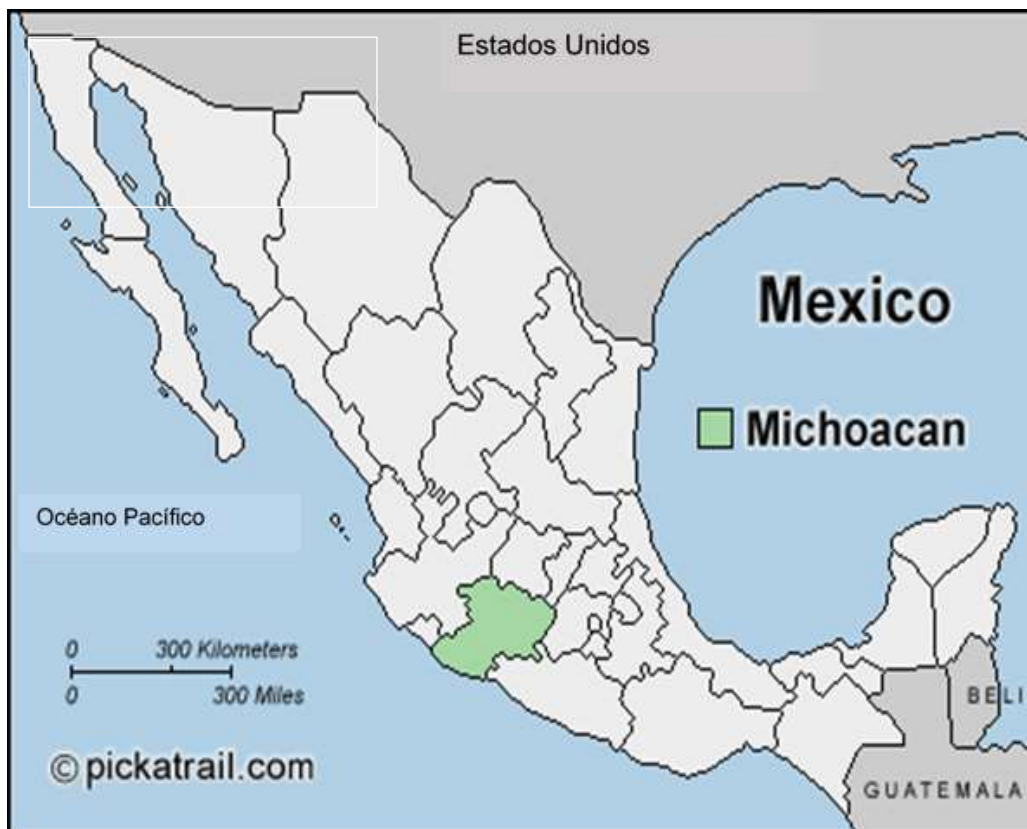 Estados Unidos
Mexico
Michoacan
Océano Pacífico
0 300 Kilometers
0 300 Miles
BELI
© pickatrail.com
GUATEMALA